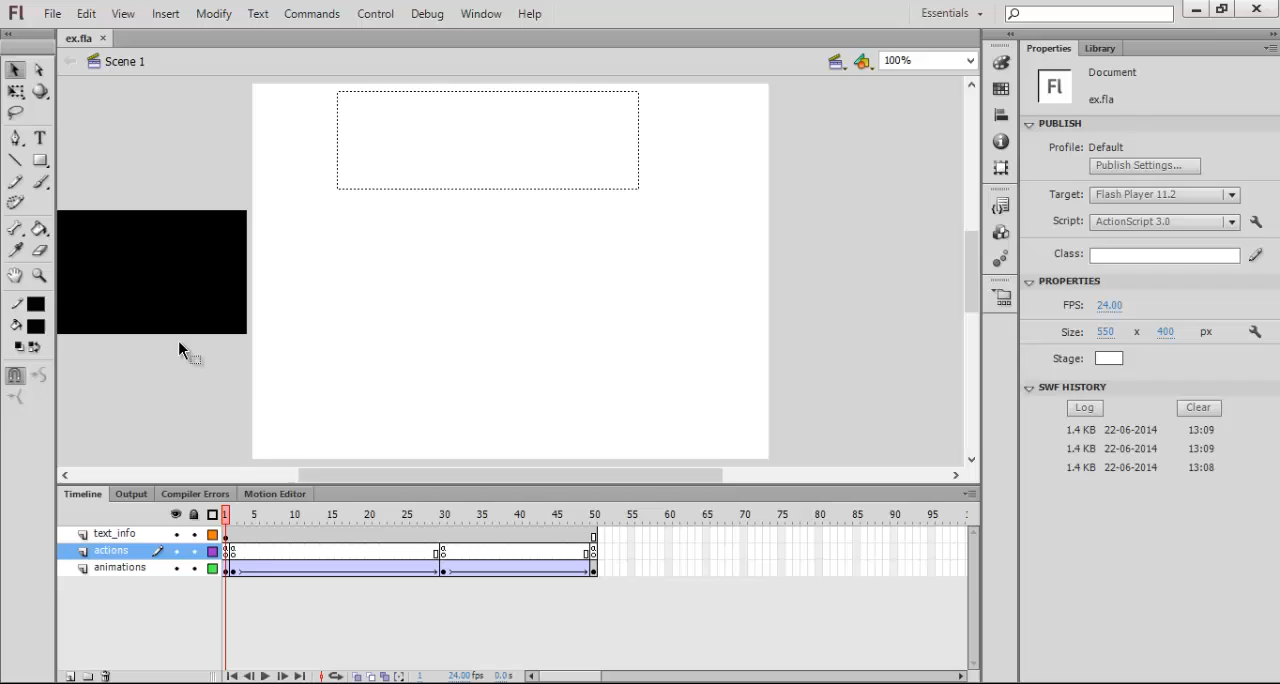 Fl File Edit View Insert Modify Text Commands Control Debug Window Help Essentials
ex.fla ×
Scene 1 100%
Properties Library
Fl Document
ex.fla
PUBLISH
Profile: Default
Publish Settings...
Target: Flash Player 11.2
Script: ActionScript 3.0
Class:
PROPERTIES
FPS: 24.00
Size: 550 x 400 px
Stage:
SWF HISTORY
Log Clear
1.4 KB 22-06-2014 13:09
1.4 KB 22-06-2014 13:09
1.4 KB 22-06-2014 13:08
Timeline Output Compiler Errors Motion Editor
1 5 10 15 20 25 30 35 40 45 50 55 60 65 70 75 80 85 90 95
text_info
actions
animations
1 24.00 fps 0.0 s